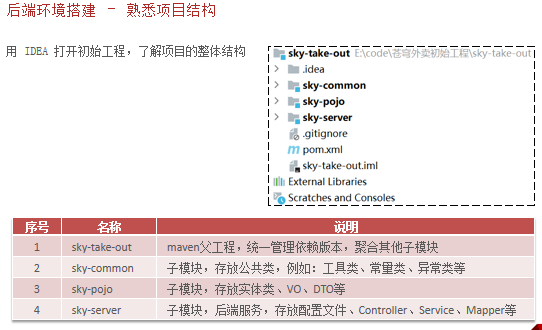 后端环境搭建 - 熟悉项目结构
用 IDEA 打开初始工程，了解项目的整体结构
sky-take-out E:\code\苍穹外卖初始工程\sky-take-out
.idea
sky-common
sky-pojo
sky-server
.gitignore
pom.xml
sky-take-out.iml
External Libraries
Scratches and Consoles
序号 名称 说明
1 sky-take-out maven父工程，统一管理依赖版本，聚合其他子模块
2 sky-common 子模块，存放公共类，例如：工具类、常量类、异常类等
3 sky-pojo 子模块，存放实体类、VO、DTO等
4 sky-server 子模块，后端服务，存放配置文件、Controller、Service、Mapper等